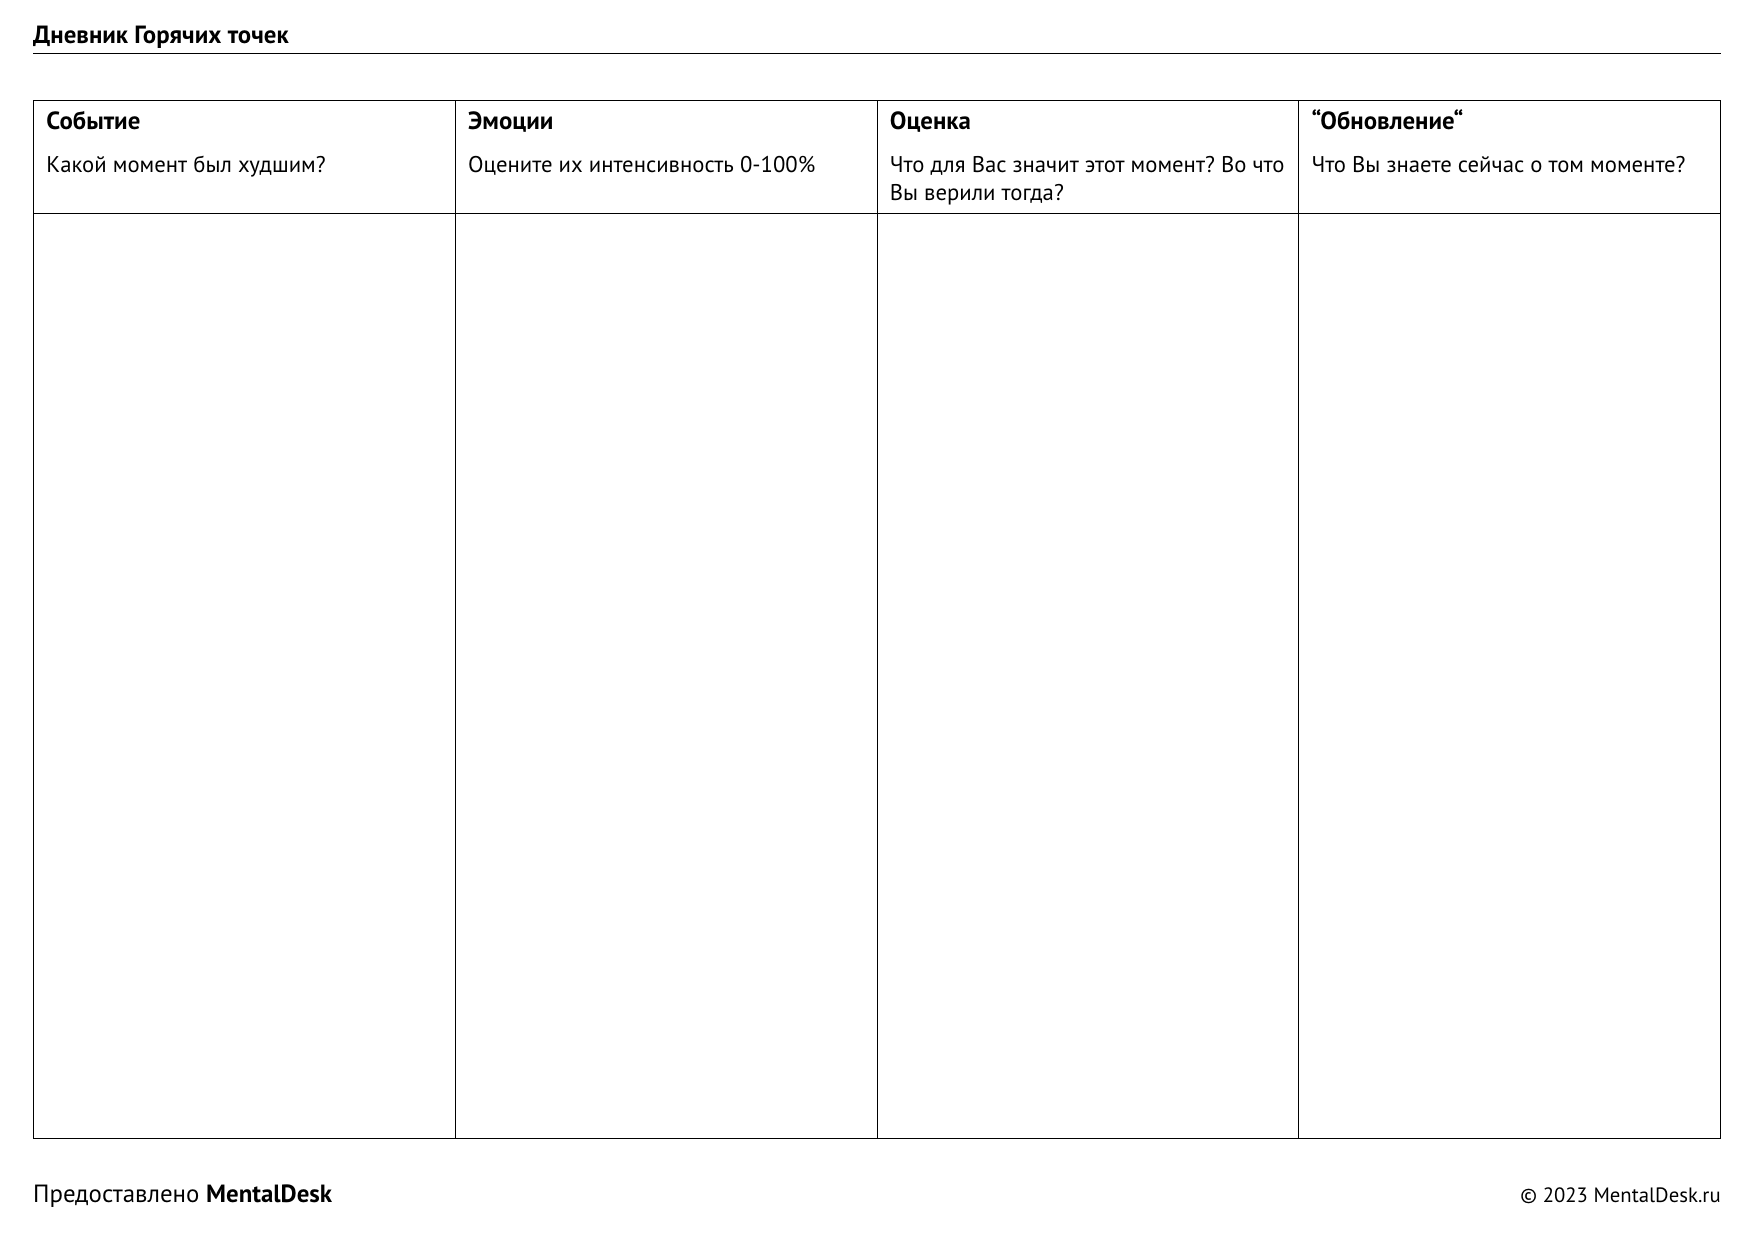 Дневник Горячих точек
Событие
Какой момент был худшим?
Эмоции
Оцените их интенсивность 0-100%
Оценка
Что для Вас значит этот момент? Во что
Вы верили тогда?
“Обновление“
Что Вы знаете сейчас о том моменте?
Предоставлено MentalDesk
© 2023 MentalDesk.ru